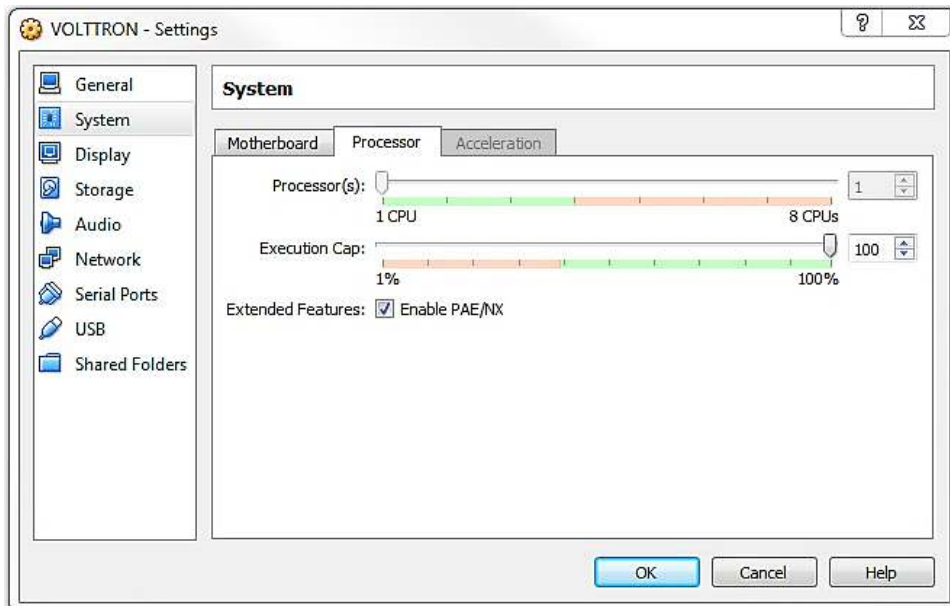 VOLTTRON - Settings
General
System
Display
Storage
Audio
Network
Serial Ports
USB
Shared Folders
System
Motherboard Processor Acceleration
Processor(s): 1
1 CPU 8 CPUs
Execution Cap: 100
1% 100%
Extended Features: Enable PAE/NX
OK Cancel Help